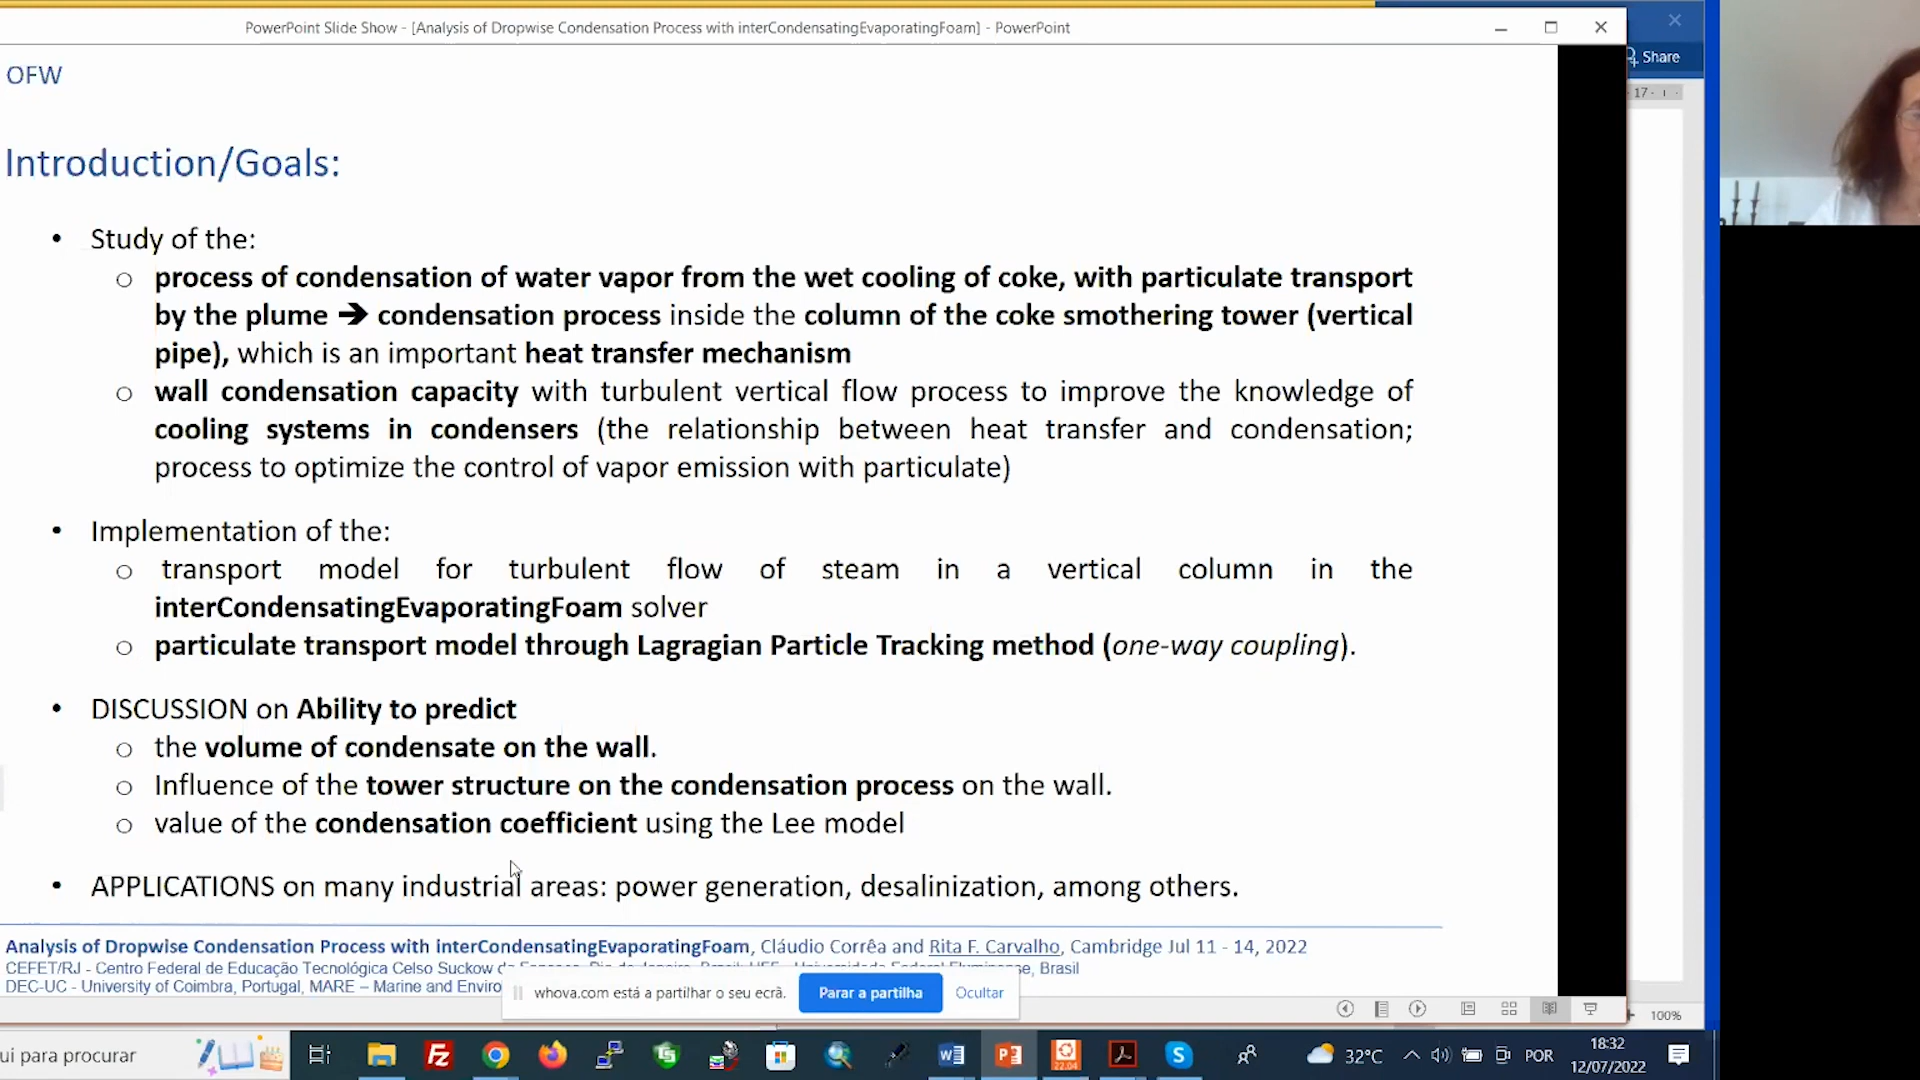 PowerPoint Slide Show - [Analysis of Dropwise Condensation Process with interCondensatingEvaporatingFoam] - PowerPoint
Share
17
OFW
Introduction/Goals:
• Study of the:
o process of condensation of water vapor from the wet cooling of coke, with particulate transport
by the plume ➔ condensation process inside the column of the coke smothering tower (vertical
pipe), which is an important heat transfer mechanism
o wall condensation capacity with turbulent vertical flow process to improve the knowledge of
cooling systems in condensers (the relationship between heat transfer and condensation;
process to optimize the control of vapor emission with particulate)
• Implementation of the:
o transport model for turbulent flow of steam in a vertical column in the
interCondensatingEvaporatingFoam solver
o particulate transport model through Lagragian Particle Tracking method (one-way coupling).
• DISCUSSION on Ability to predict
o the volume of condensate on the wall.
o Influence of the tower structure on the condensation process on the wall.
o value of the condensation coefficient using the Lee model
• APPLICATIONS on many industrial areas: power generation, desalinization, among others.
Analysis of Dropwise Condensation Process with interCondensatingEvaporatingFoam, Cláudio Corrêa and Rita F. Carvalho, Cambridge Jul 11 - 14, 2022
CEFET/RJ - Centro Federal de Educação Tecnológica Celso Suckow Brasil
DEC-UC - University of Coimbra, Portugal, MARE – Marine and Enviro
whova.com está a partilhar o seu ecrã. Parar a partilha Ocultar
100%
ui para procurar
22.04
32°C
POR
18:32
12/07/2022